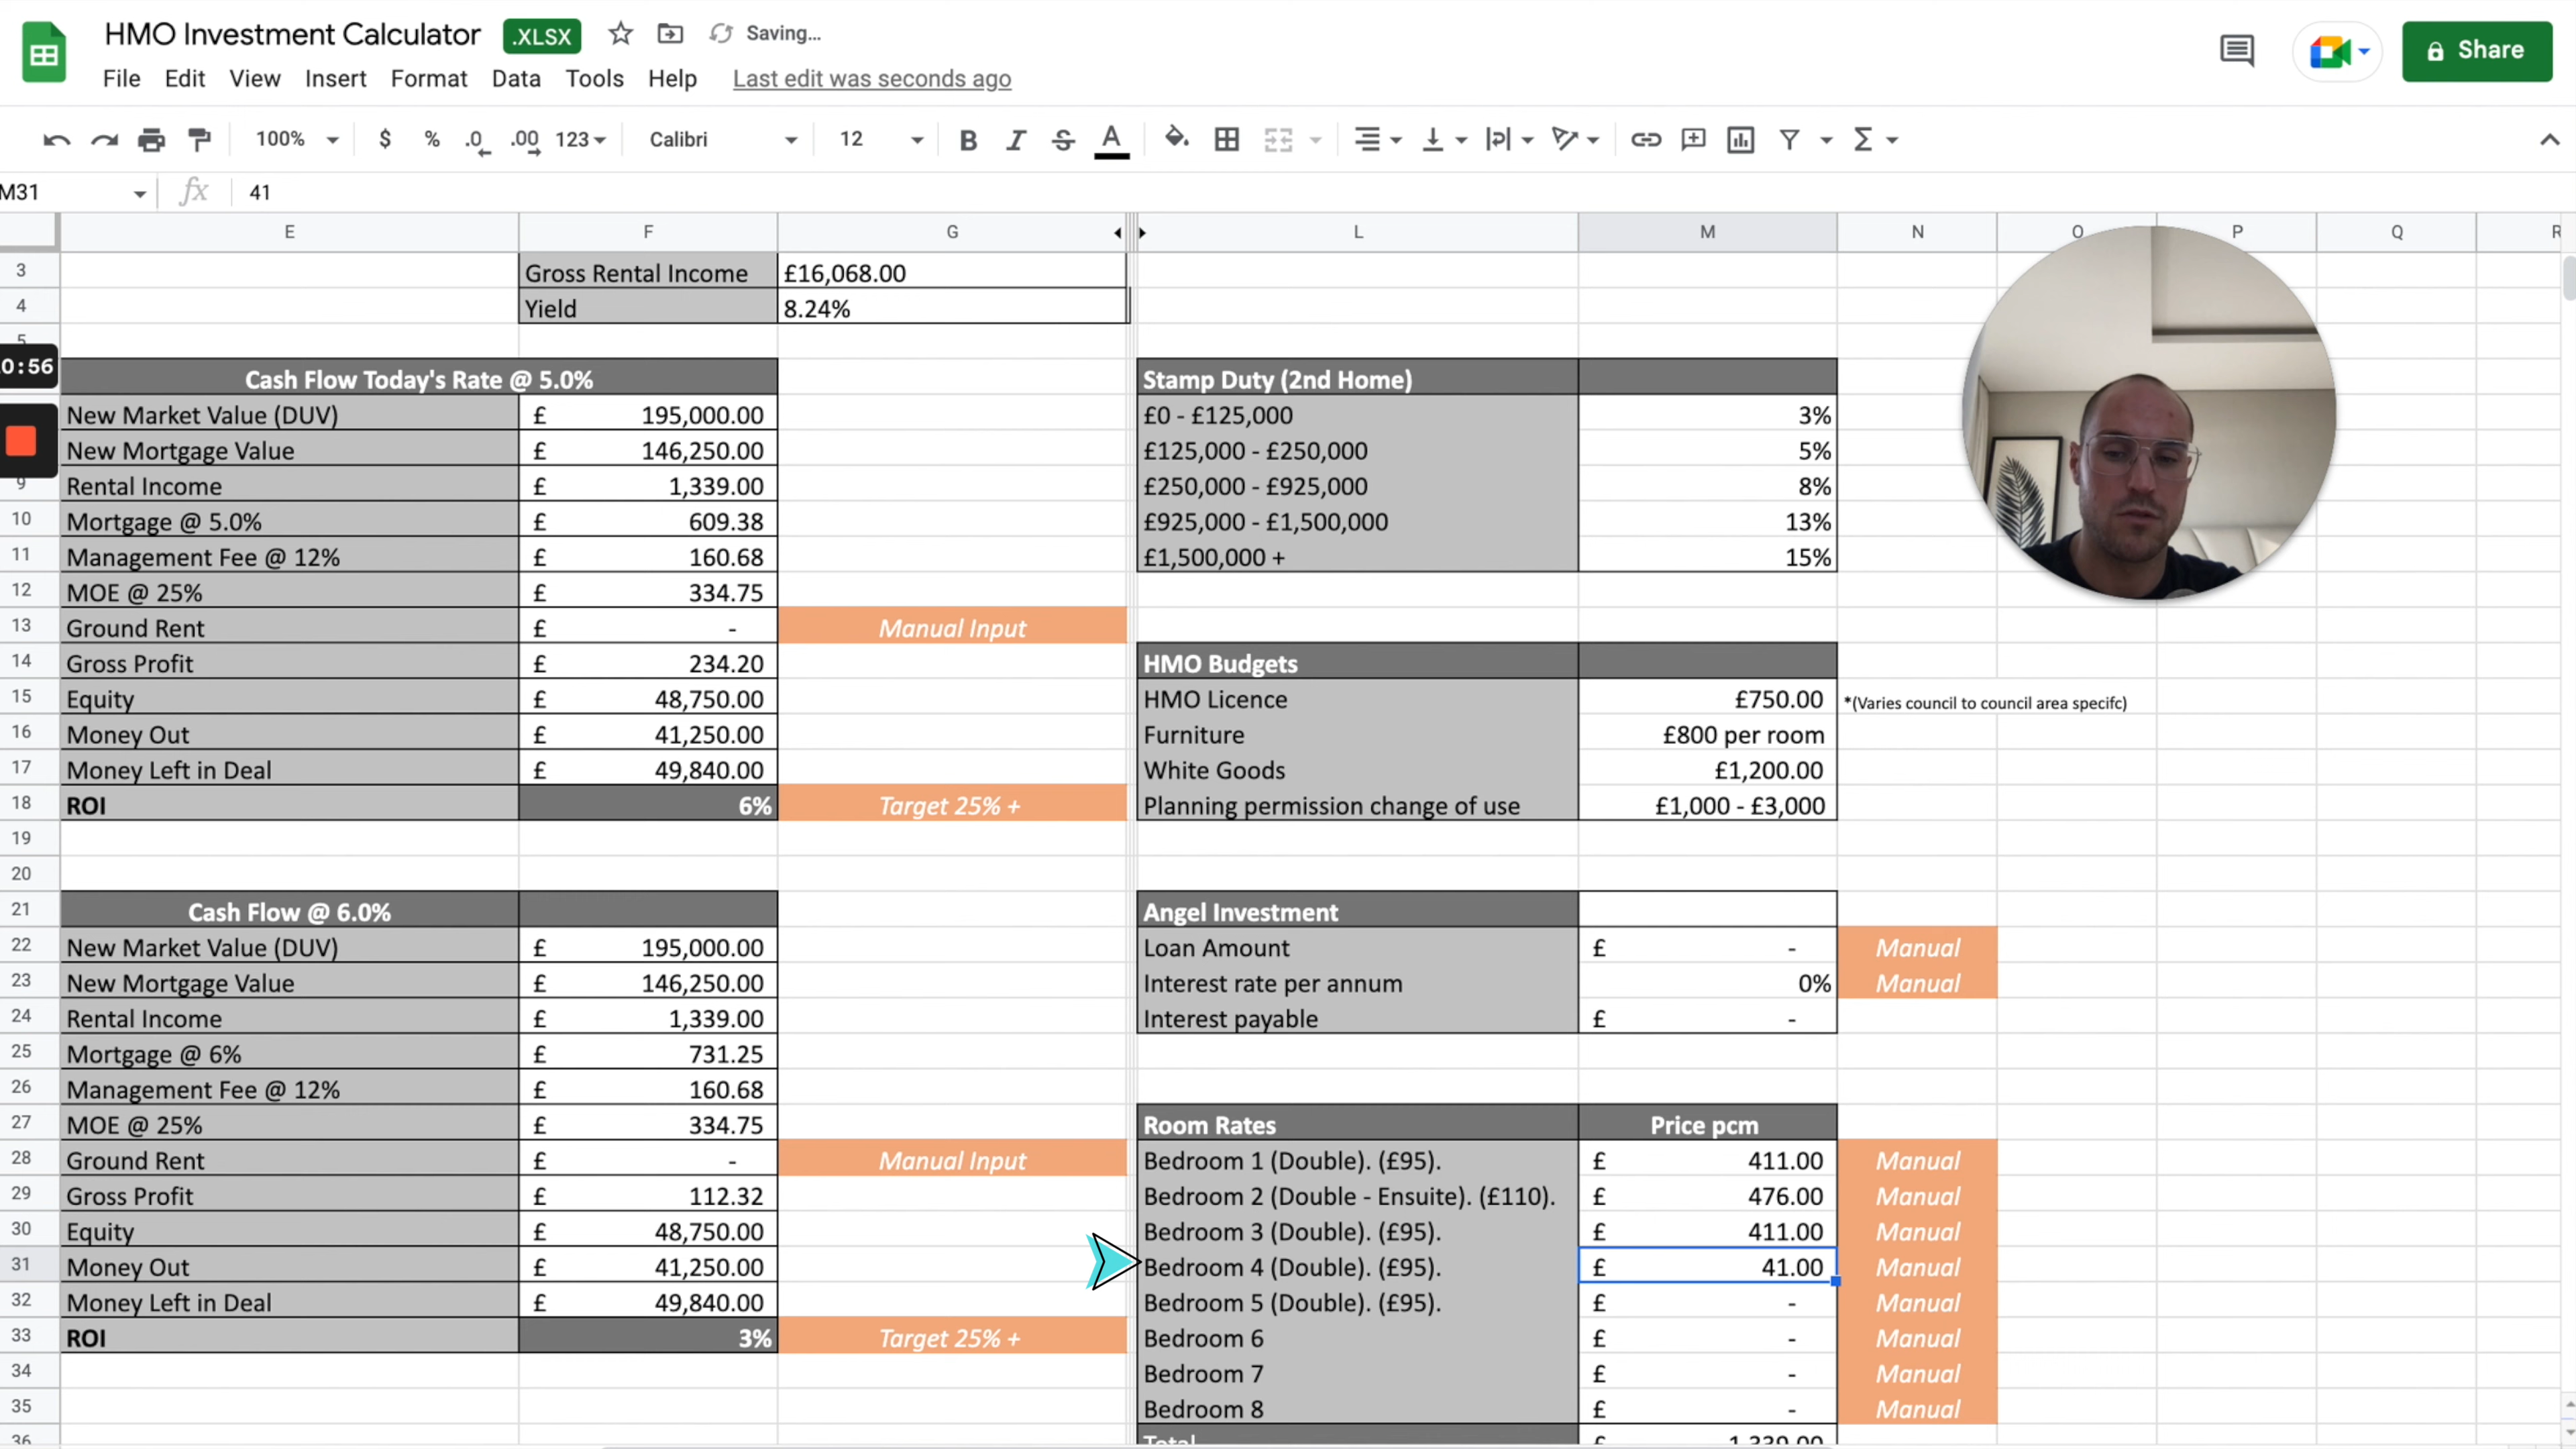 HMO Investment Calculator .XLSX Saving...
File Edit View Insert Format Data Tools Help Last edit was seconds ago
Share
100% $ % .0 .00 123 Calibri 12 B I S A
M31 fx 41
E F G L M N O P Q R
3 Gross Rental Income £16,068.00
4 Yield 8.24%
5
0:56 Cash Flow Today's Rate @ 5.0% Stamp Duty (2nd Home)
New Market Value (DUV) £ 195,000.00 £0 - £125,000 3%
New Mortgage Value £ 146,250.00 £125,000 - £250,000 5%
9 Rental Income £ 1,339.00 £250,000 - £925,000 8%
10 Mortgage @ 5.0% £ 609.38 £925,000 - £1,500,000 13%
11 Management Fee @ 12% £ 160.68 £1,500,000 + 15%
12 MOE @ 25% £ 334.75
13 Ground Rent £ - Manual Input
14 Gross Profit £ 234.20 HMO Budgets
15 Equity £ 48,750.00 HMO Licence £750.00 *(Varies council to council area specifc)
16 Money Out £ 41,250.00 Furniture £800 per room
17 Money Left in Deal £ 49,840.00 White Goods £1,200.00
18 ROI 6% Target 25% + Planning permission change of use £1,000 - £3,000
19
20
21 Cash Flow @ 6.0% Angel Investment
22 New Market Value (DUV) £ 195,000.00 Loan Amount £ - Manual
23 New Mortgage Value £ 146,250.00 Interest rate per annum 0% Manual
24 Rental Income £ 1,339.00 Interest payable £ -
25 Mortgage @ 6% £ 731.25
26 Management Fee @ 12% £ 160.68
27 MOE @ 25% £ 334.75 Room Rates Price pcm
28 Ground Rent £ - Manual Input Bedroom 1 (Double). (£95). £ 411.00 Manual
29 Gross Profit £ 112.32 Bedroom 2 (Double - Ensuite). (£110). £ 476.00 Manual
30 Equity £ 48,750.00 Bedroom 3 (Double). (£95). £ 411.00 Manual
31 Money Out £ 41,250.00 Bedroom 4 (Double). (£95). £ 41.00 Manual
32 Money Left in Deal £ 49,840.00 Bedroom 5 (Double). (£95). £ - Manual
33 ROI 3% Target 25% + Bedroom 6 £ - Manual
34 Bedroom 7 £ - Manual
35 Bedroom 8 £ - Manual
36 Total £ 1,339.00